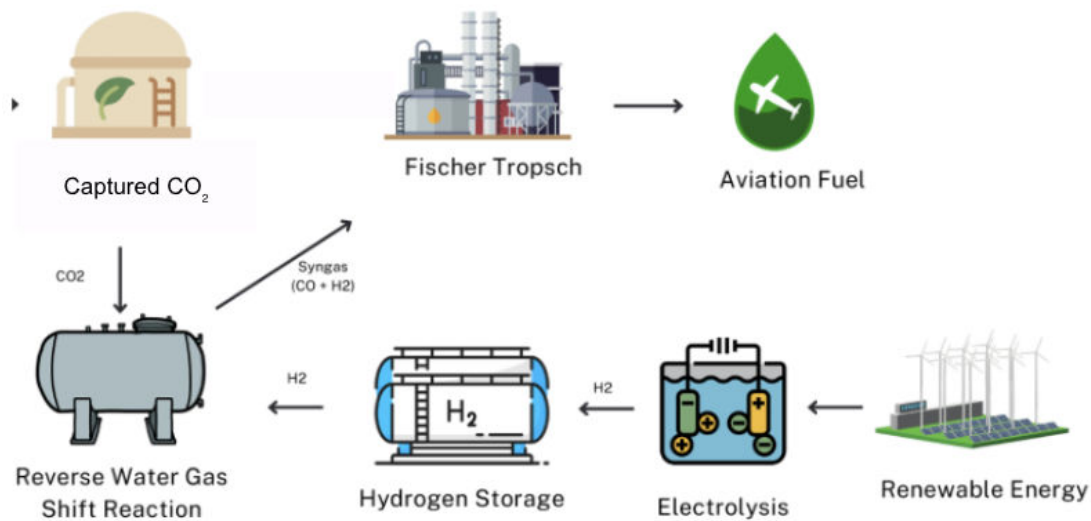 Fischer Tropsch
Captured CO₂
Aviation Fuel
CO2
Syngas
(CO + H2)
H2
H₂
H2
Reverse Water Gas
Shift Reaction
Hydrogen Storage
Electrolysis
Renewable Energy